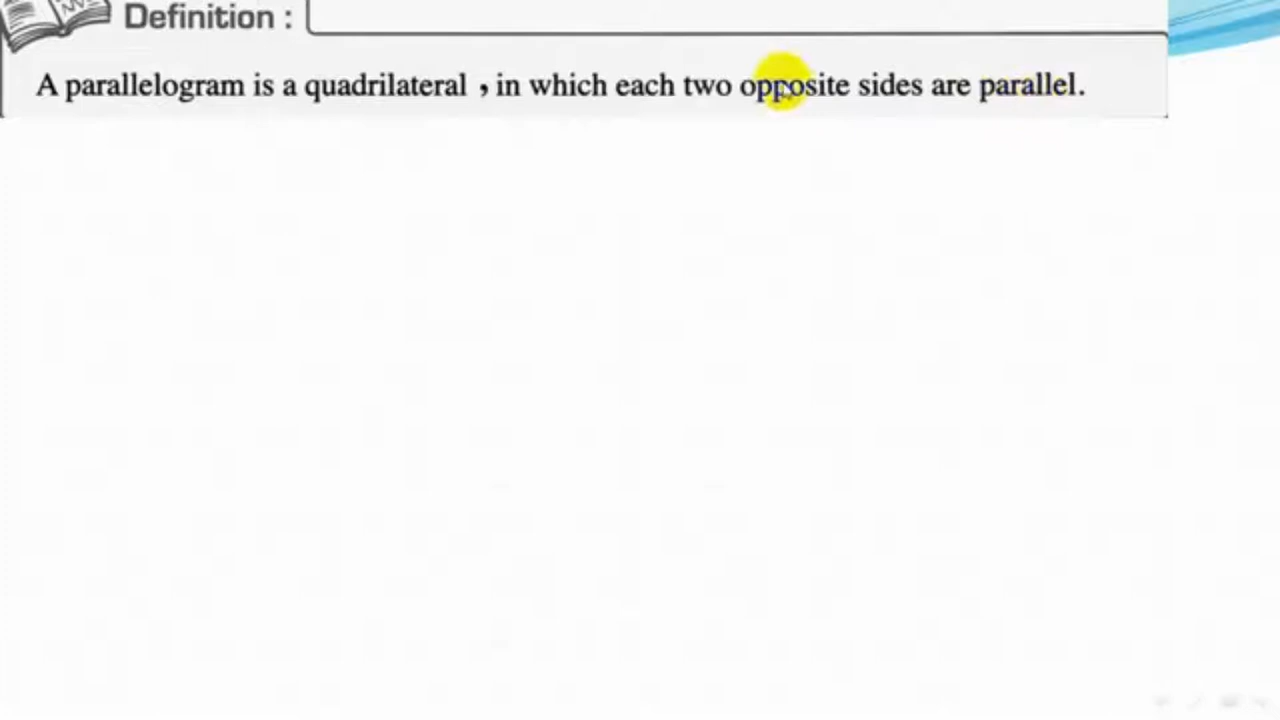 Definition :
A parallelogram is a quadrilateral , in which each two opposite sides are parallel.